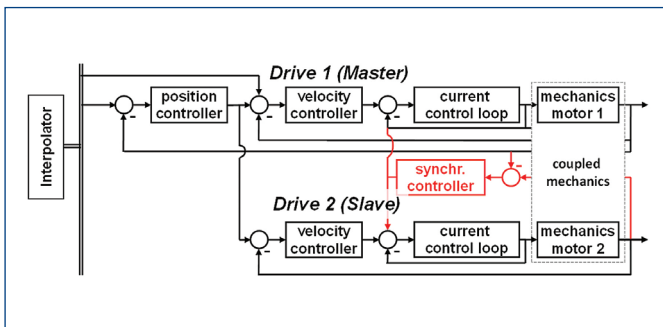 Drive 1 (Master)
Interpolator
position
controller
velocity
controller
current
control loop
mechanics
motor 1
-
-
-
-
synchr.
controller
coupled
mechanics
Drive 2 (Slave)
velocity
controller
current
control loop
mechanics
motor 2
-
-